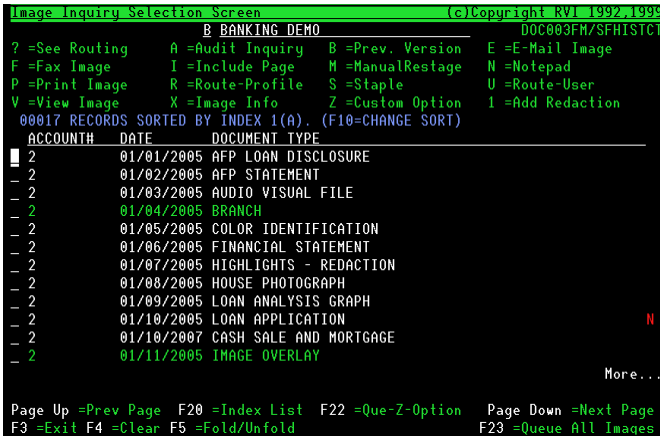 Image Inquiry Selection Screen (c)Copyright RVI 1992,1999
B BANKING DEMO DOC003FM/SFHISTCT
? =See Routing A =Audit Inquiry B =Prev. Version E =E-Mail Image
F =Fax Image I =Include Page M =ManualRestage N =Notepad
P =Print Image R =Route-Profile S =Staple U =Route-User
V =View Image X =Image Info Z =Custom Option 1 =Add Redaction
00017 RECORDS SORTED BY INDEX 1(A). (F10=CHANGE SORT)
ACCOUNT# DATE DOCUMENT TYPE
_ 2 01/01/2005 AFP LOAN DISCLOSURE
_ 2 01/02/2005 AFP STATEMENT
_ 2 01/03/2005 AUDIO VISUAL FILE
_ 2 01/04/2005 BRANCH
_ 2 01/05/2005 COLOR IDENTIFICATION
_ 2 01/06/2005 FINANCIAL STATEMENT
_ 2 01/07/2005 HIGHLIGHTS - REDACTION
_ 2 01/08/2005 HOUSE PHOTOGRAPH
_ 2 01/09/2005 LOAN ANALYSIS GRAPH
_ 2 01/10/2005 LOAN APPLICATION N
_ 2 01/10/2007 CASH SALE AND MORTGAGE
_ 2 01/11/2005 IMAGE OVERLAY
More...
Page Up =Prev Page F20 =Index List F22 =Que-Z-Option Page Down =Next Page
F3 =Exit F4 =Clear F5 =Fold/Unfold F23 =Queue All Images